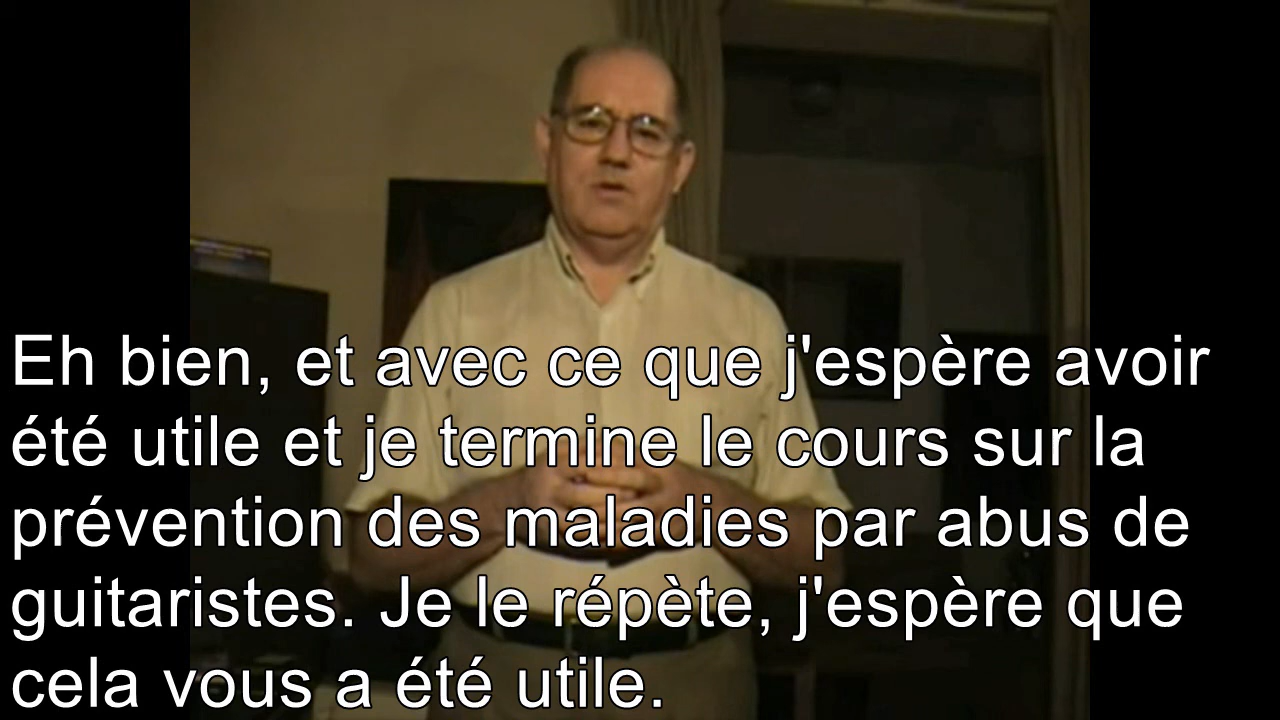 Eh bien, et avec ce que j'espère avoir
été utile et je termine le cours sur la
prévention des maladies par abus de
guitaristes. Je le répète, j'espère que
cela vous a été utile.